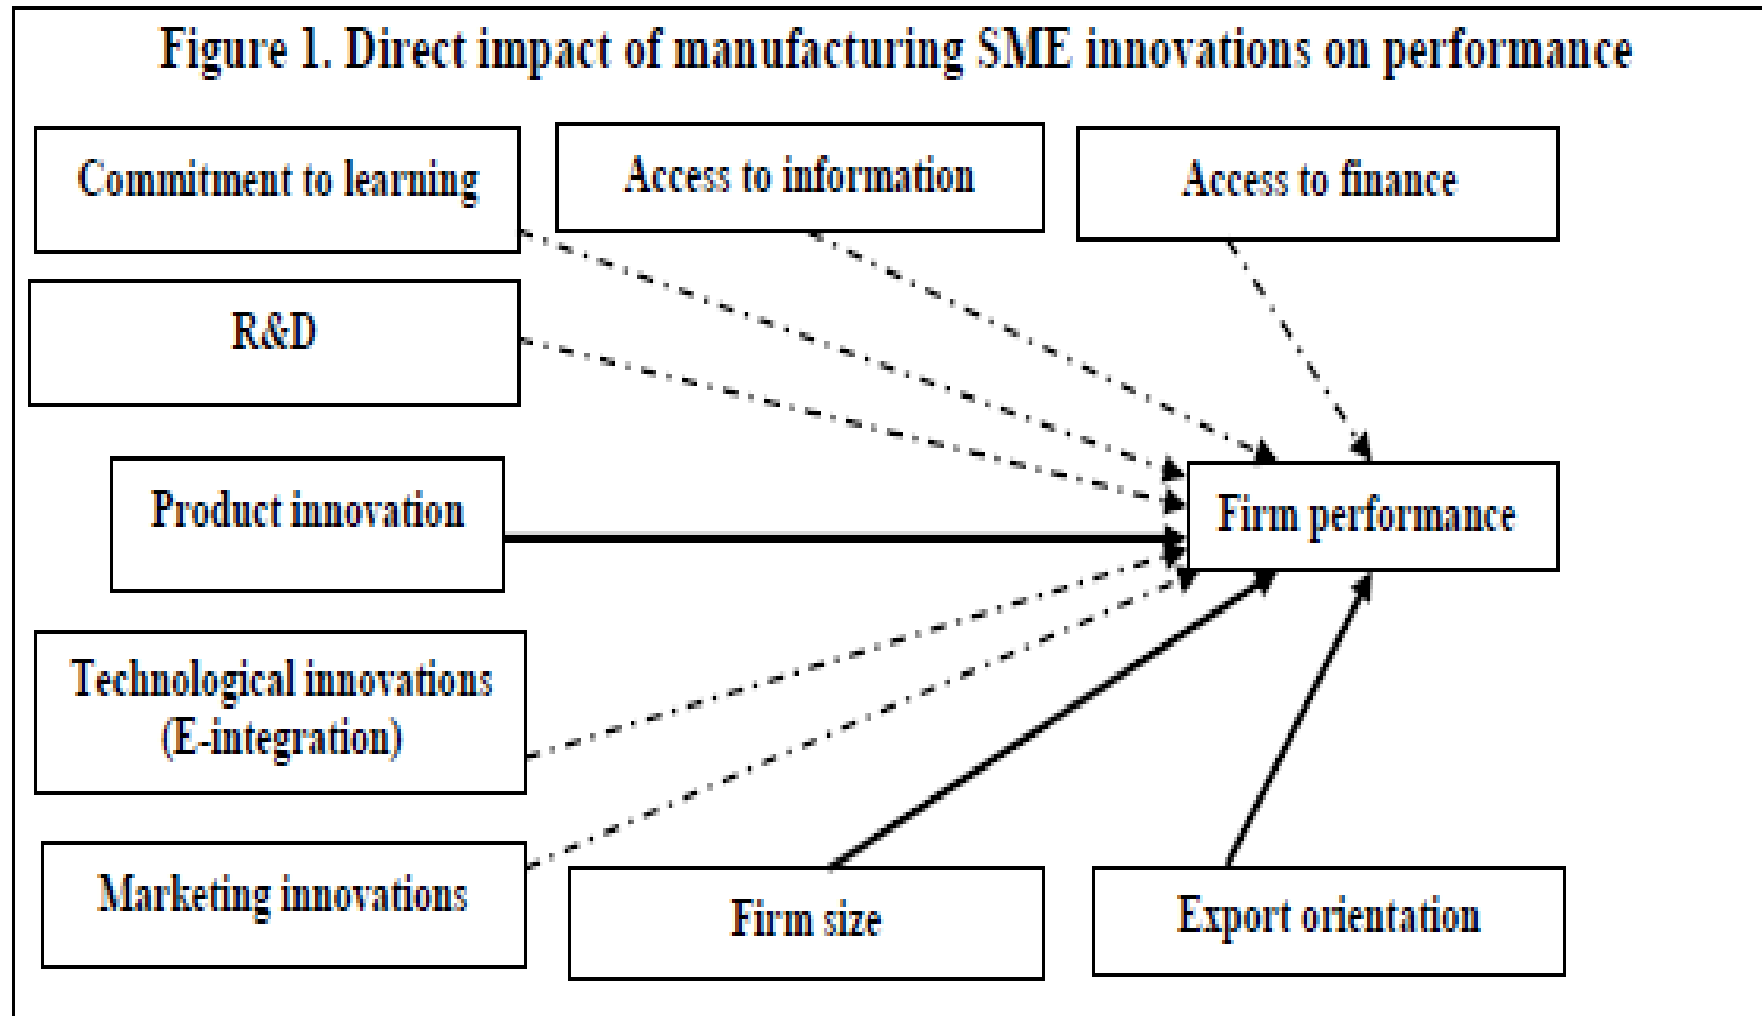 Figure 1. Direct impact of manufacturing SME innovations on performance
Commitment to learning
Access to information
Access to finance
R&D
Product innovation
Firm performance
Technological innovations
(E-integration)
Marketing innovations
Firm size
Export orientation